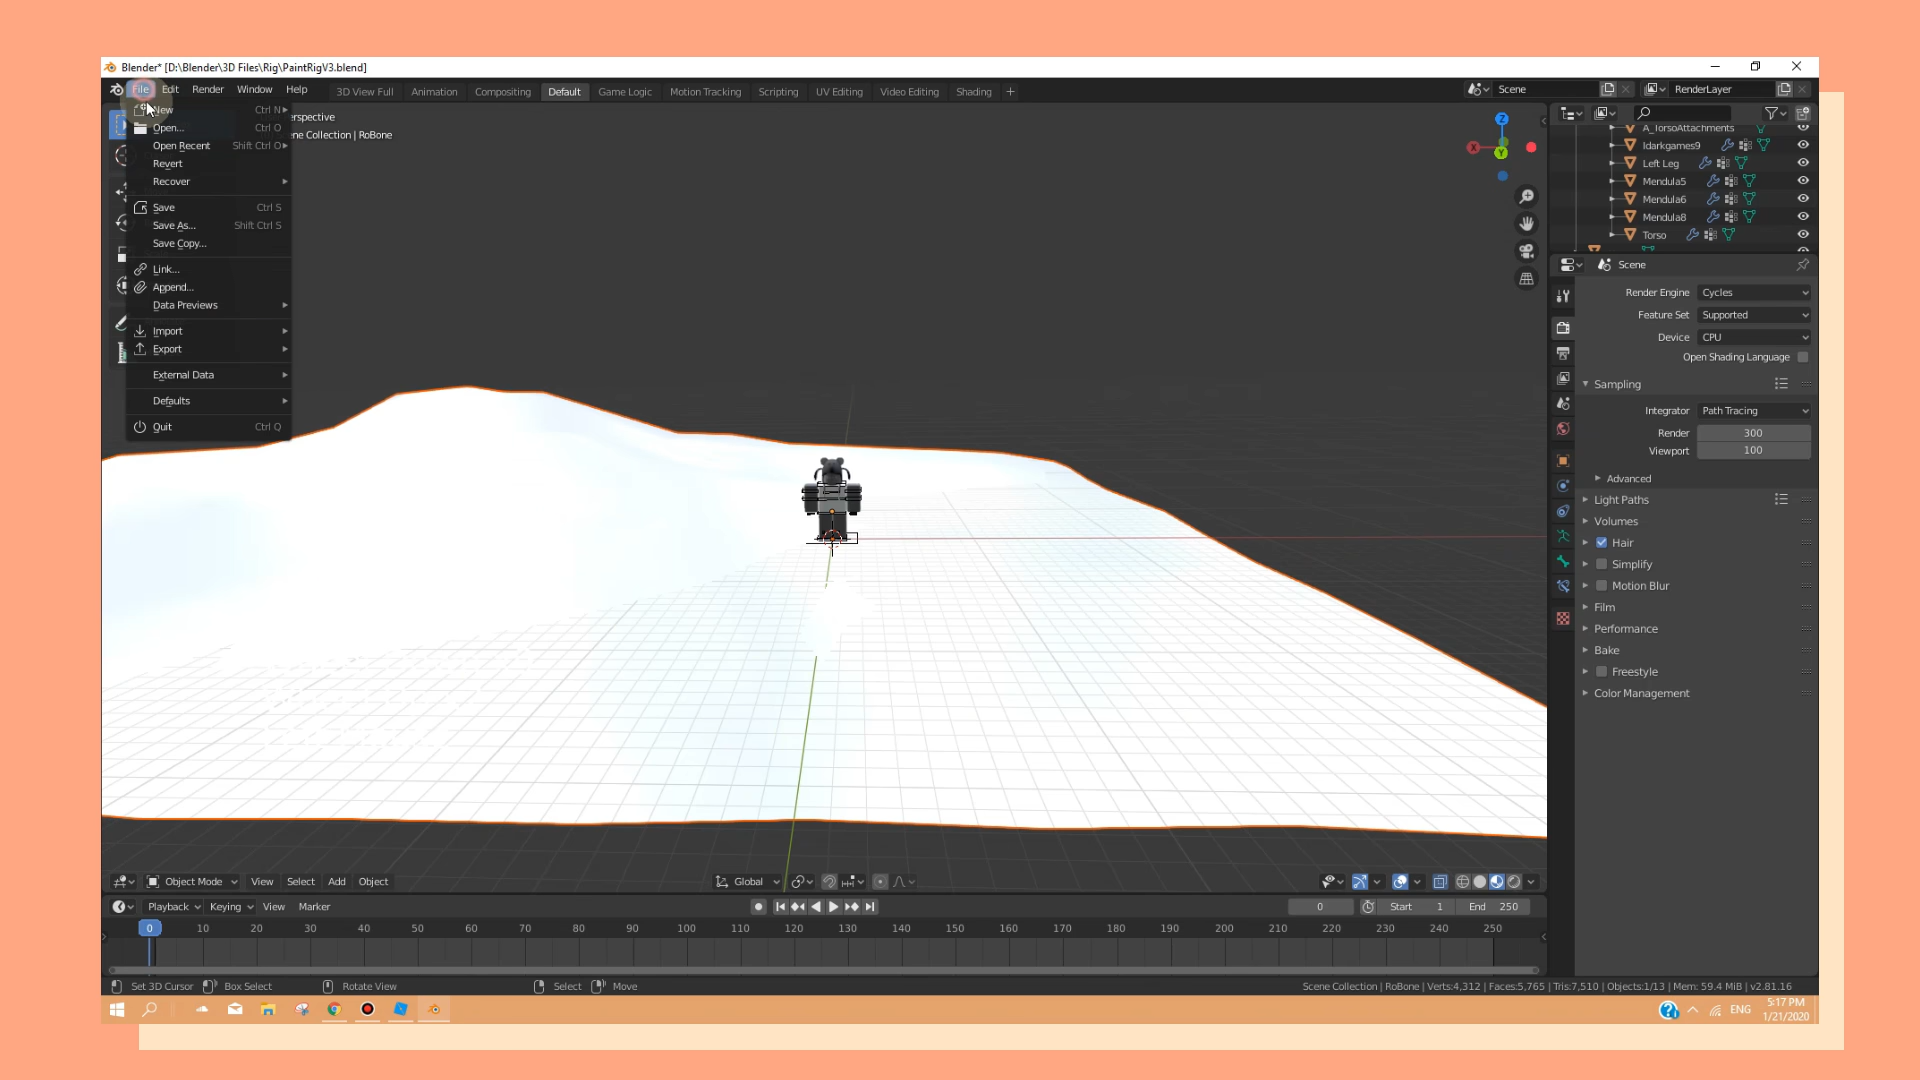 Blender* [D:\Blender\3D Files\Rig\PaintRigV3.blend]
File Edit Render Window Help
3D View Full Animation Compositing Default Game Logic Motion Tracking Scripting UV Editing Video Editing Shading +
Scene
RenderLayer
New Ctrl N
Open... Ctrl O
Open Recent Shift Ctrl O
Revert
Recover
Save Ctrl S
Save As... Shift Ctrl S
Save Copy...
Link...
Append...
Data Previews
Import
Export
External Data
Defaults
Quit Ctrl Q
erspective
ene Collection | RoBone
Z
X
Y
A_TorsoAttachments
Idarkgames9
Left Leg
Mendula5
Mendula6
Mendula8
Torso
Scene
Render Engine Cycles
Feature Set Supported
Device CPU
Open Shading Language
Sampling
Integrator Path Tracing
Render 300
Viewport 100
Advanced
Light Paths
Volumes
Hair
Simplify
Motion Blur
Film
Performance
Bake
Freestyle
Color Management
Object Mode View Select Add Object
Global
Playback Keying View Marker
0 Start 1 End 250
0 10 20 30 40 50 60 70 80 90 100 110 120 130 140 150 160 170 180 190 200 210 220 230 240 250
Set 3D Cursor Box Select Rotate View Select Move
Scene Collection | RoBone | Verts:4,312 | Faces:5,765 | Tris:7,510 | Objects:1/13 | Mem: 59.4 MiB | v2.81.16
ENG
5:17 PM
1/21/2020